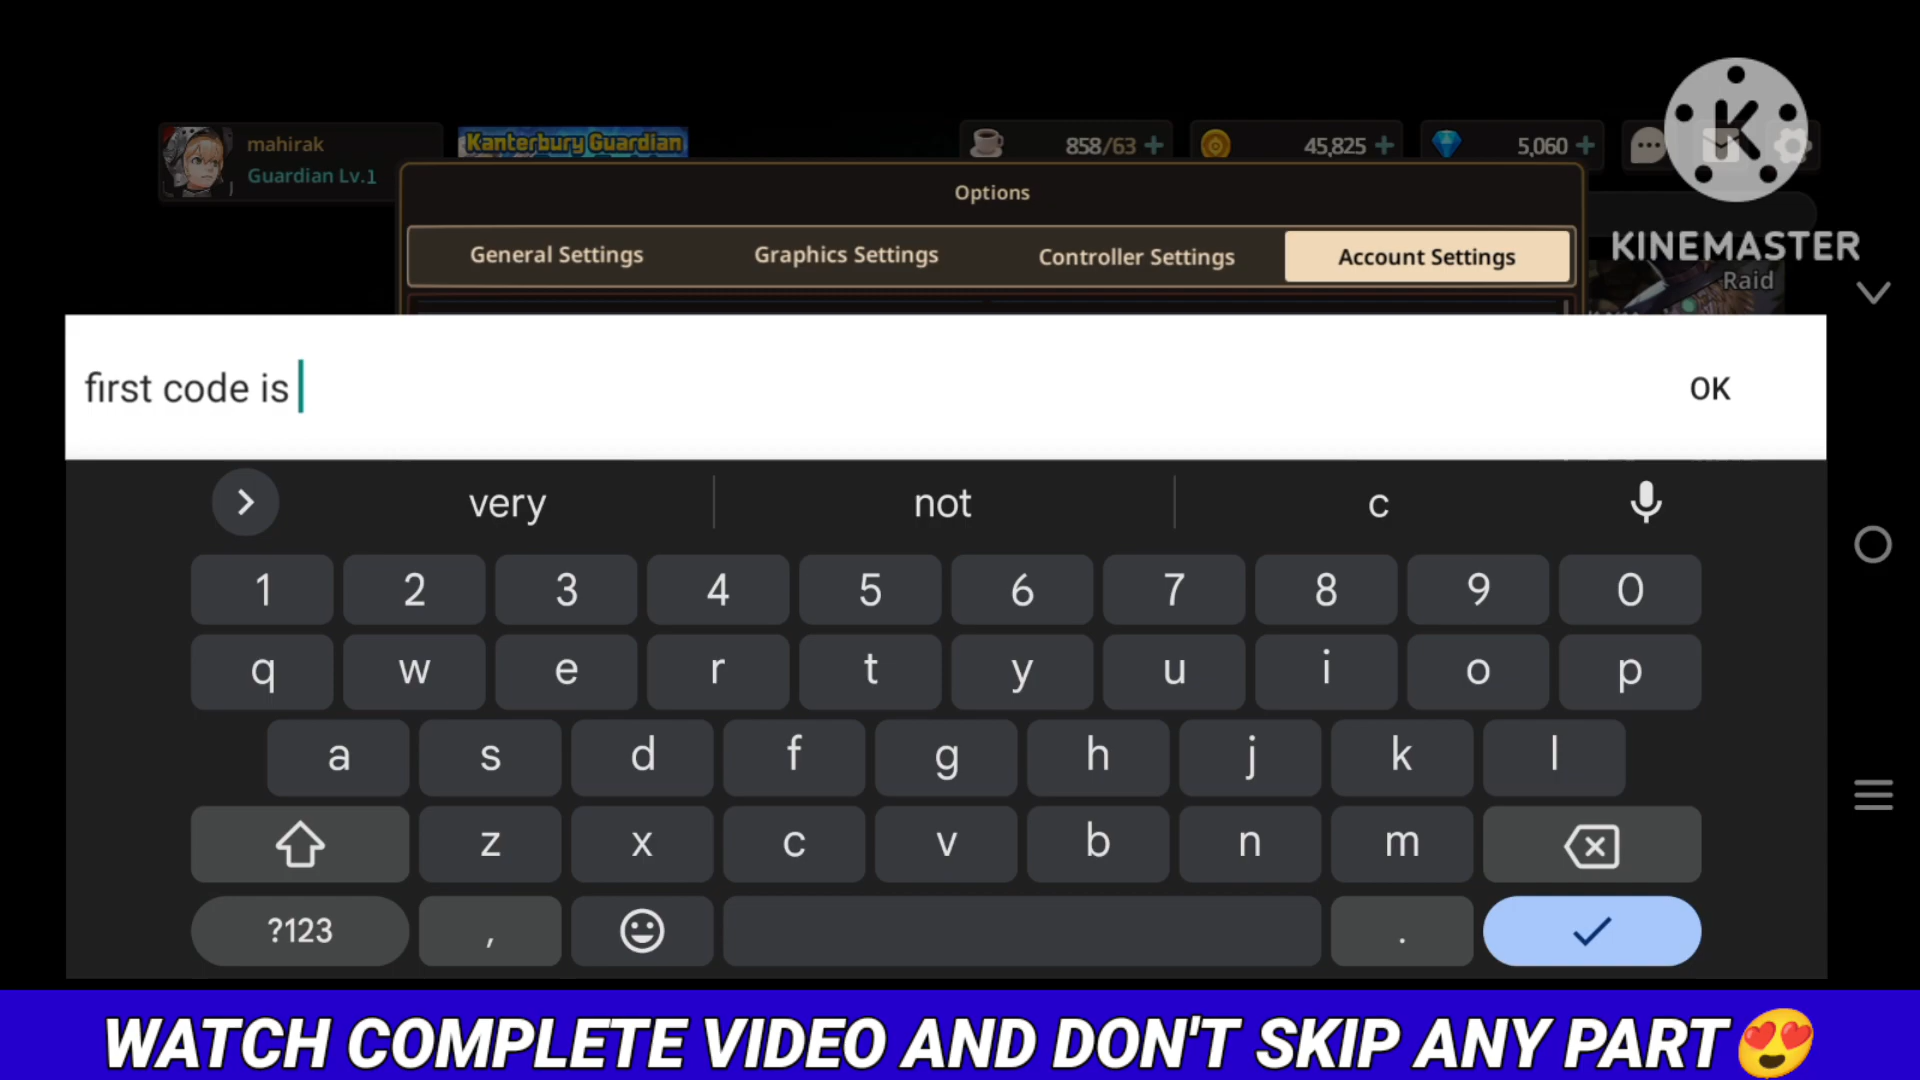 mahirak
Guardian Lv.1
Kanterbury Guardian
858/63 +
45,825 +
5,060 +
K
KINEMASTER
Options
General Settings
Graphics Settings
Controller Settings
Account Settings
Raid
first code is
OK
very
not
c
1 2 3 4 5 6 7 8 9 0
q w e r t y u i o p
a s d f g h j k l
z x c v b n m
?123 , .
WATCH COMPLETE VIDEO AND DON'T SKIP ANY PART😍